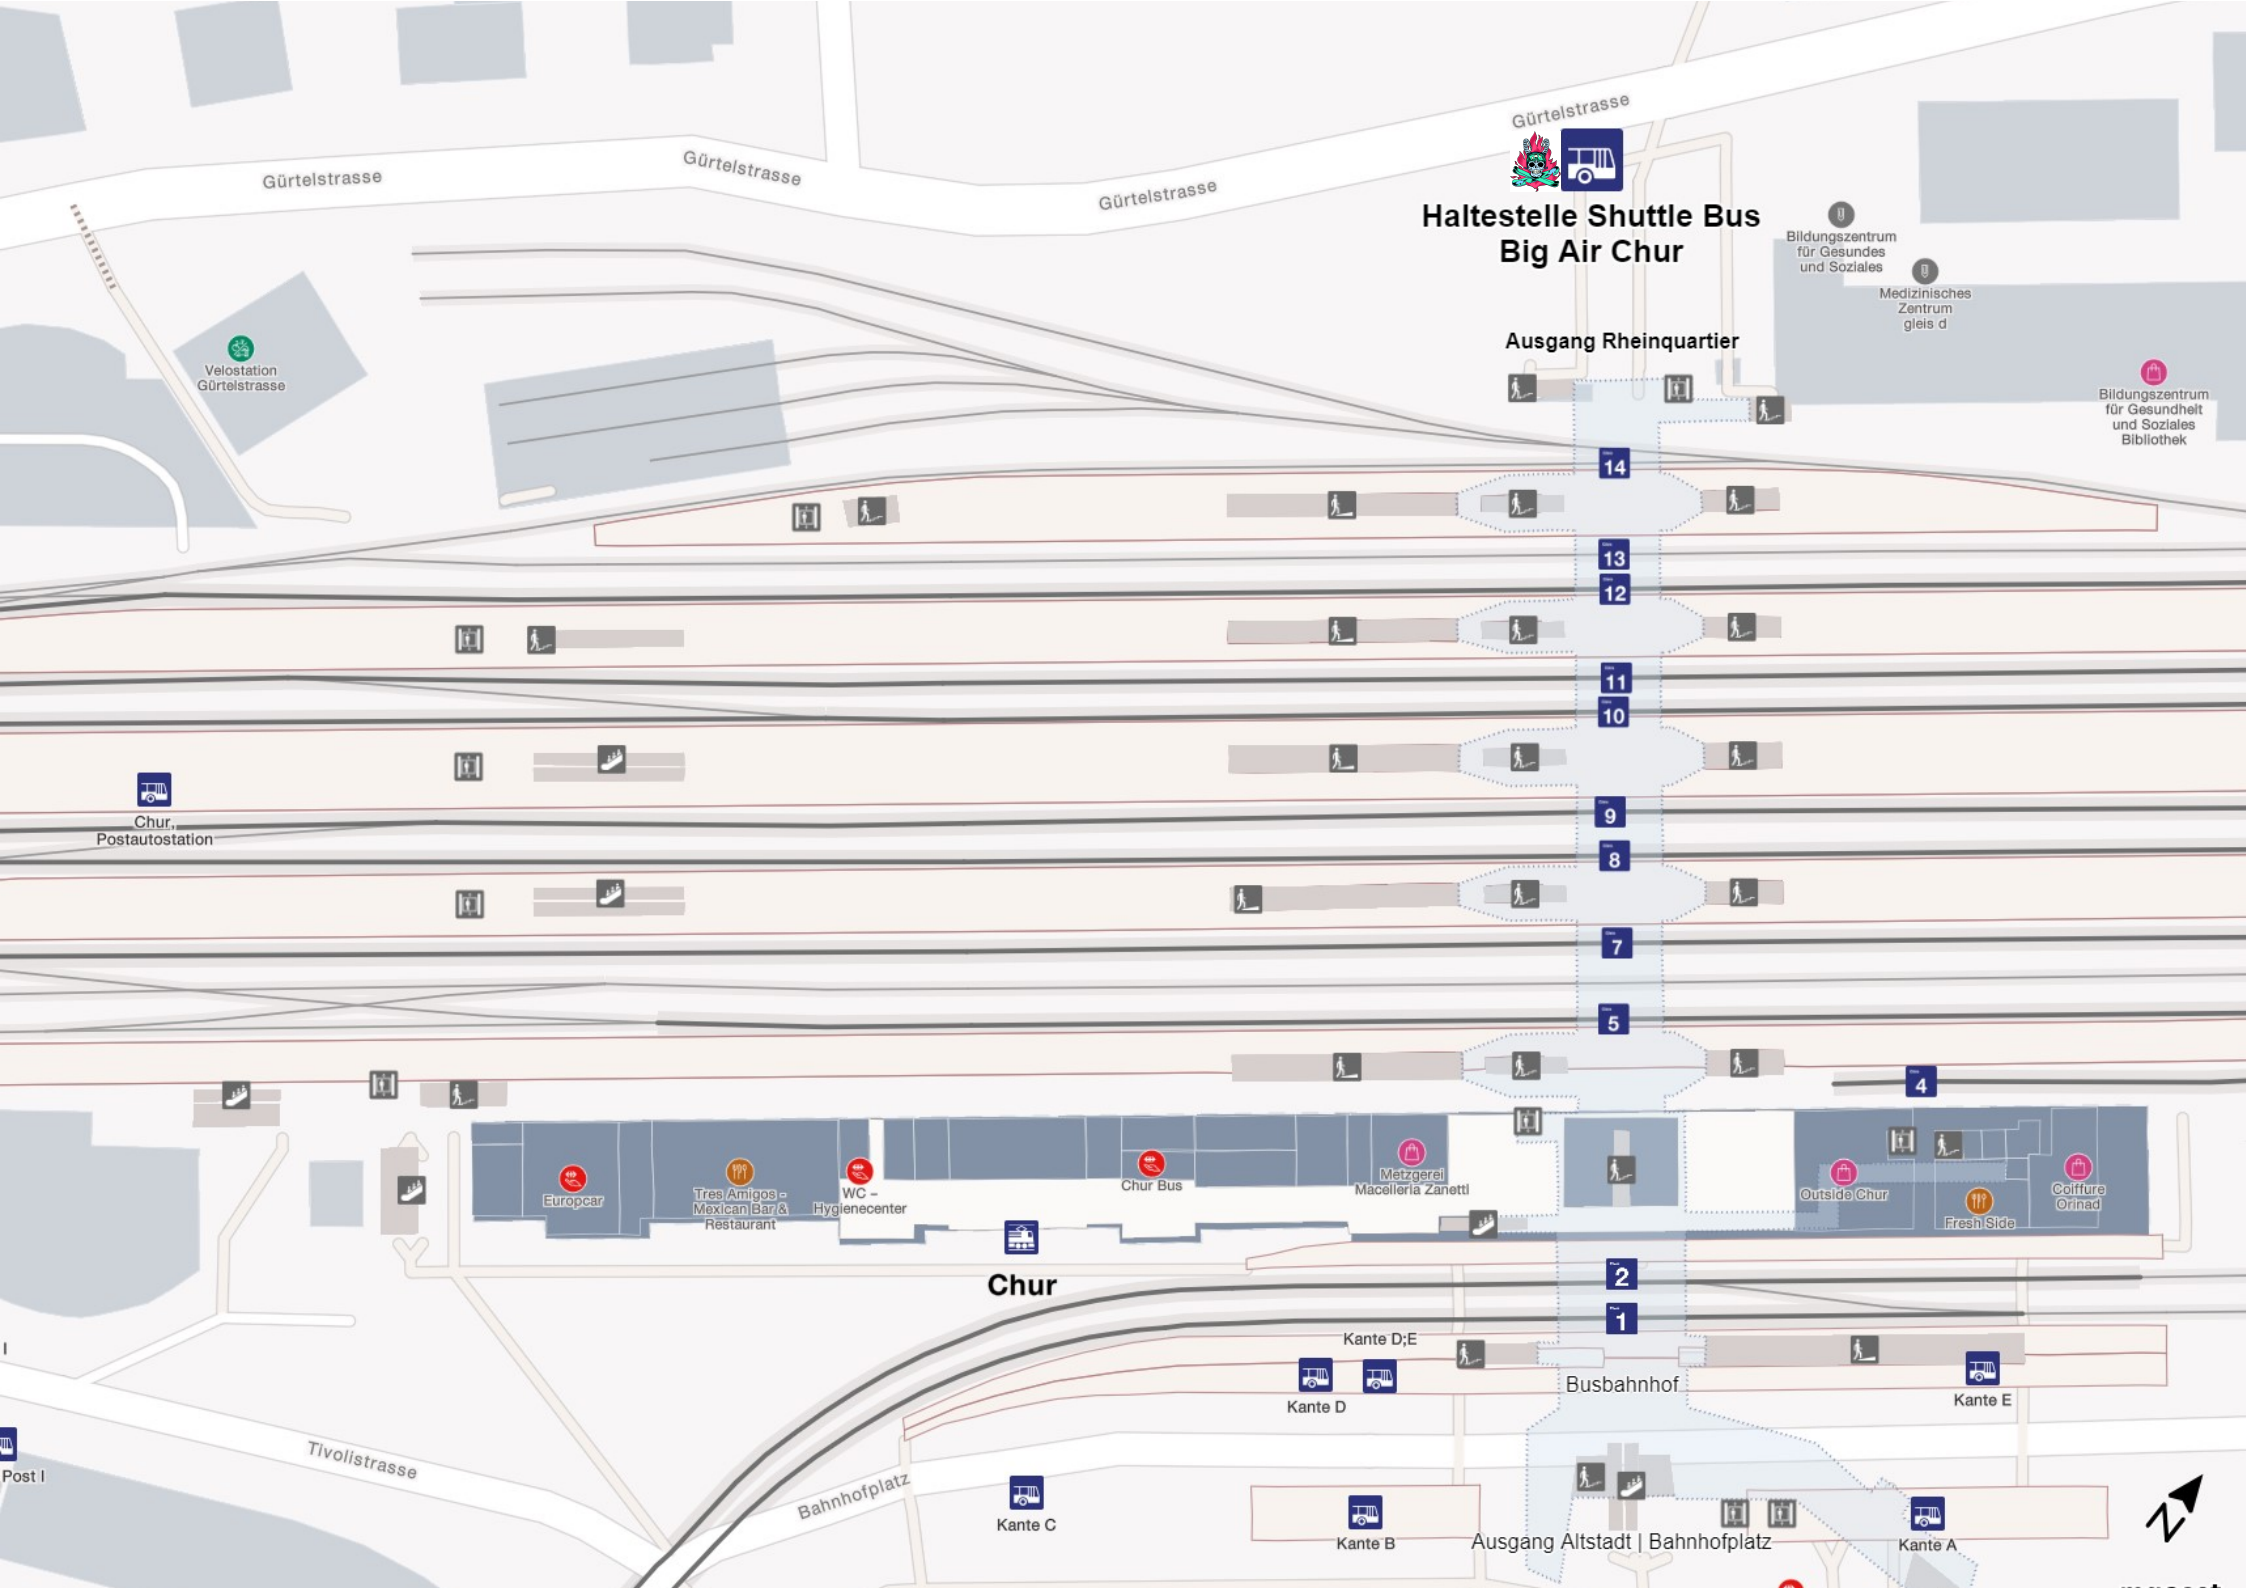 Gürtelstrasse
Gürtelstrasse
Gürtelstrasse
Gürtelstrasse
Haltestelle Shuttle Bus
Big Air Chur
Bildungszentrum
für Gesundes
und Soziales
Medizinisches
Zentrum
gleis d
Ausgang Rheinquartier
Velostation
Gürtelstrasse
Bildungszentrum
für Gesundhelt
und Soziales
Bibliothek
14
13
12
11
10
Chur,
Postautostation
9
8
7
5
4
Europcar
Tres Amigos -
Mexican Bar &
Restaurant
WC -
Hygienecenter
Chur Bus
Metzgerei
Macelleria Zanetti
Outside Chur
Fresh Side
Coiffure
Orinad
Chur
2
1
Kante D;E
Kante D
Busbahnhof
Kante E
Tivolistrasse
Post I
Bahnhofplatz
Kante C
Kante B
Ausgang Altstadt | Bahnhofplatz
Kante A
N